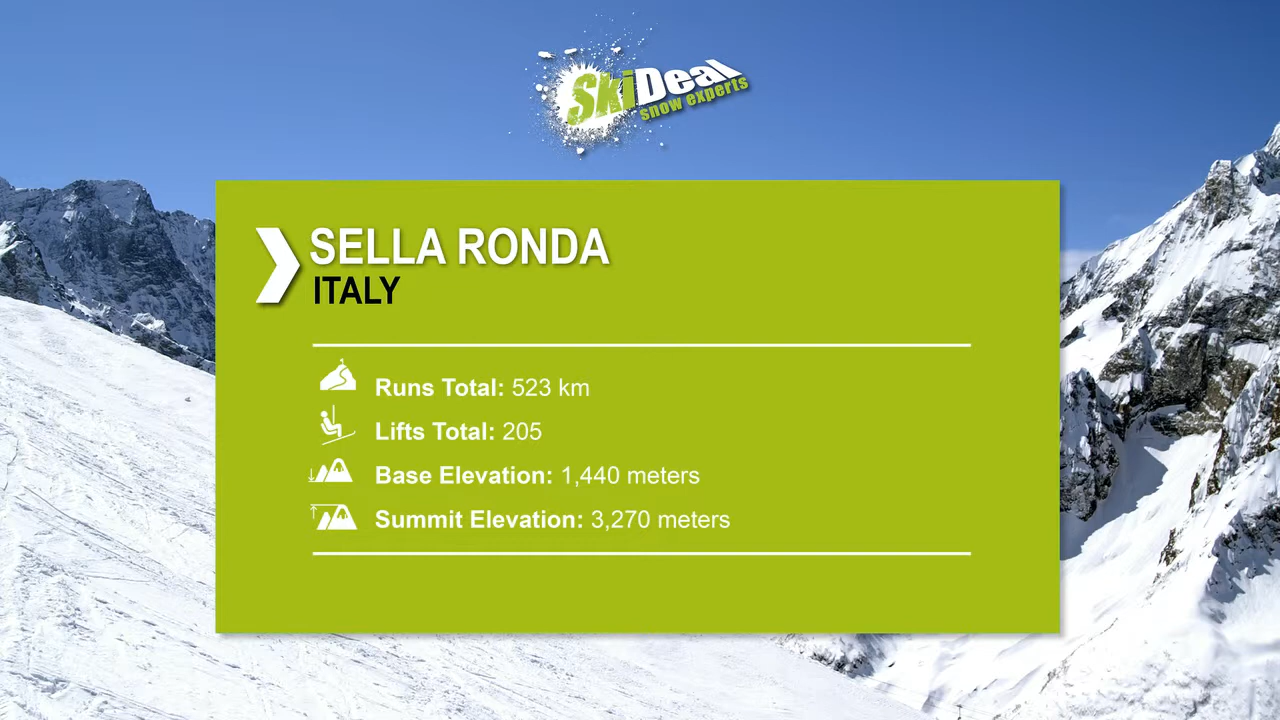 SkiDeal
snow experts
SELLA RONDA
ITALY
Runs Total: 523 km
Lifts Total: 205
Base Elevation: 1,440 meters
Summit Elevation: 3,270 meters